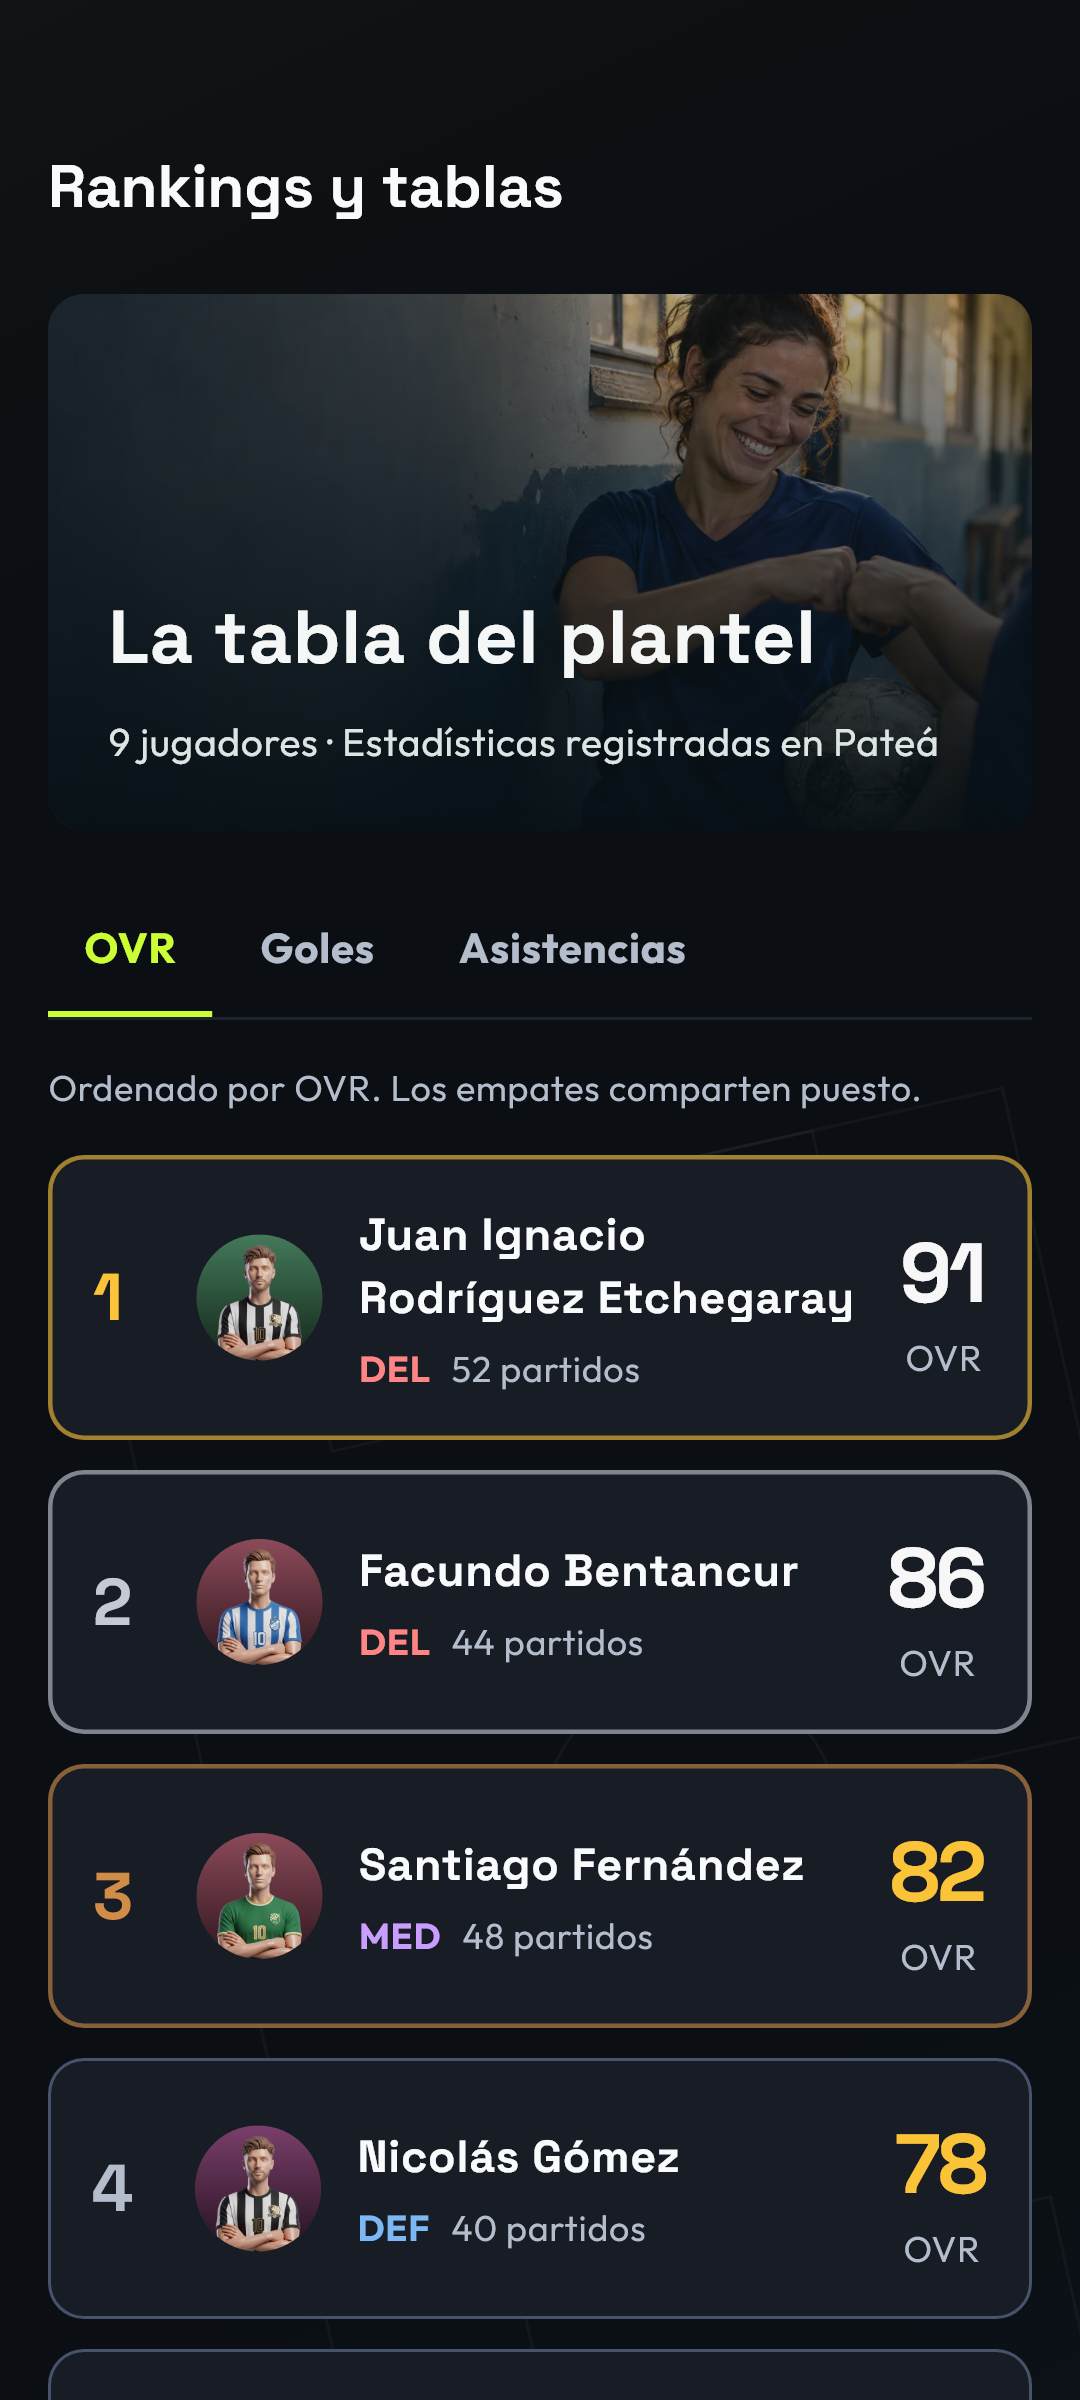 Rankings y tablas
La tabla del plantel
9 jugadores · Estadísticas registradas en Pateá
OVR Goles Asistencias
Ordenado por OVR. Los empates comparten puesto.
1
Juan Ignacio
Rodríguez Etchegaray
DEL 52 partidos
91
OVR
2
Facundo Bentancur
DEL 44 partidos
86
OVR
3
Santiago Fernández
MED 48 partidos
82
OVR
4
Nicolás Gómez
DEF 40 partidos
78
OVR